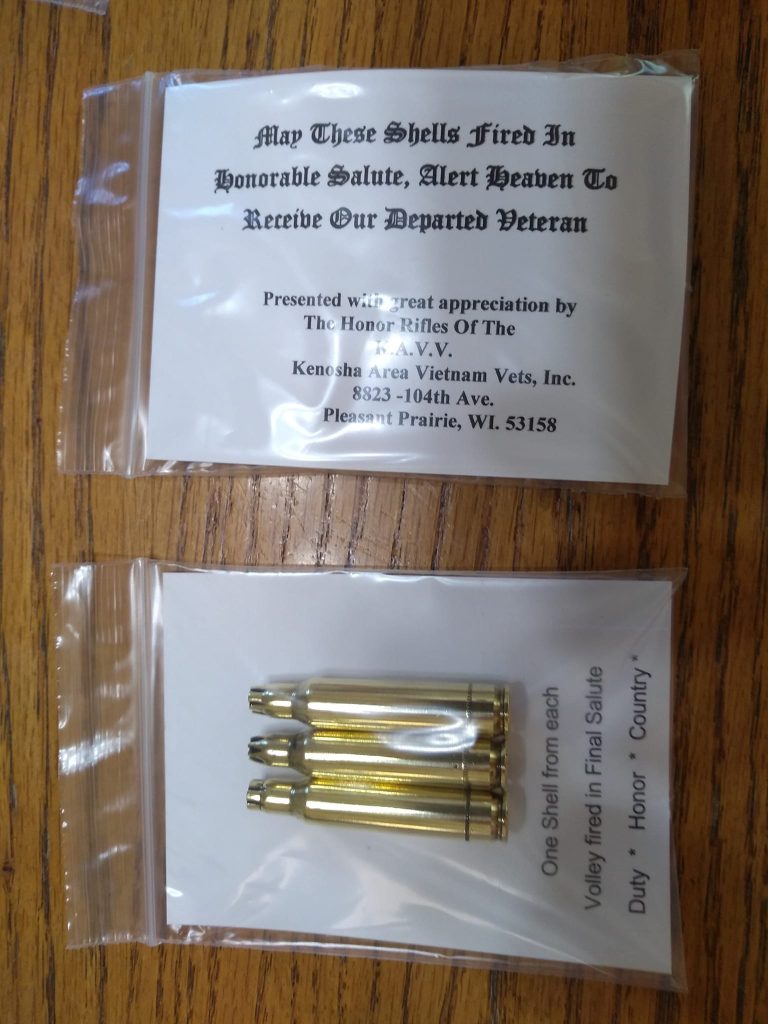 May These Shells Fired In
Honorable Salute, Alert Heaven To
Receive Our Departed Veteran
Presented with great appreciation by
The Honor Rifles Of The
K.A.V.V.
Kenosha Area Vietnam Vets, Inc.
8823 -104th Ave.
Pleasant Prairie, WI. 53158
One Shell from each
Volley fired in Final Salute
Duty * Honor * Country *